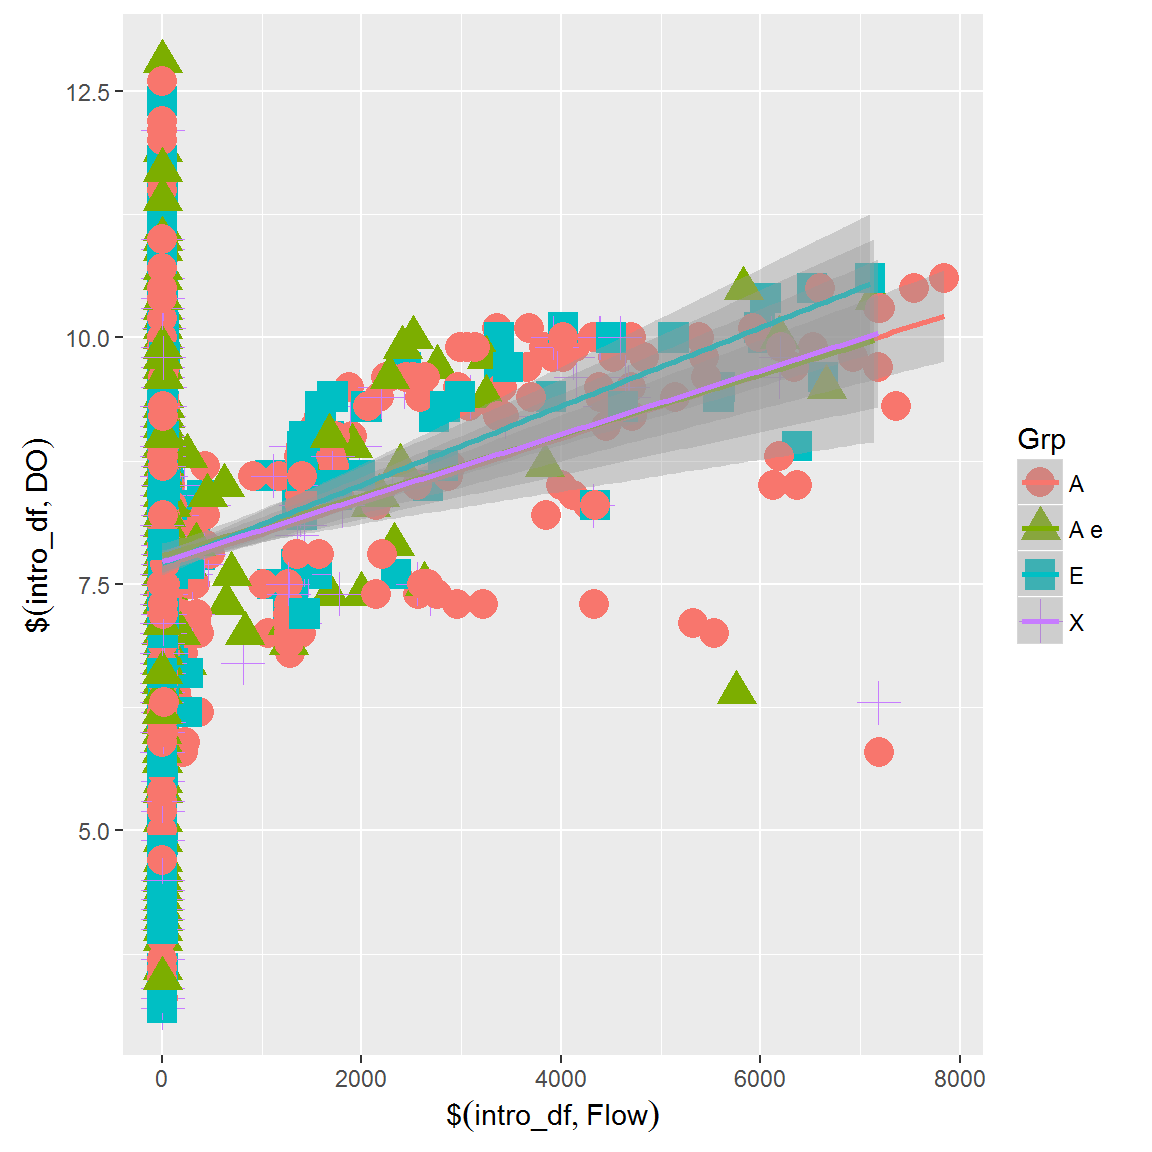 12.5
10.0
7.5
5.0
$(intro_df, DO)
0
2000
4000
6000
8000
$(intro_df, Flow)
Grp
A
A e
E
X